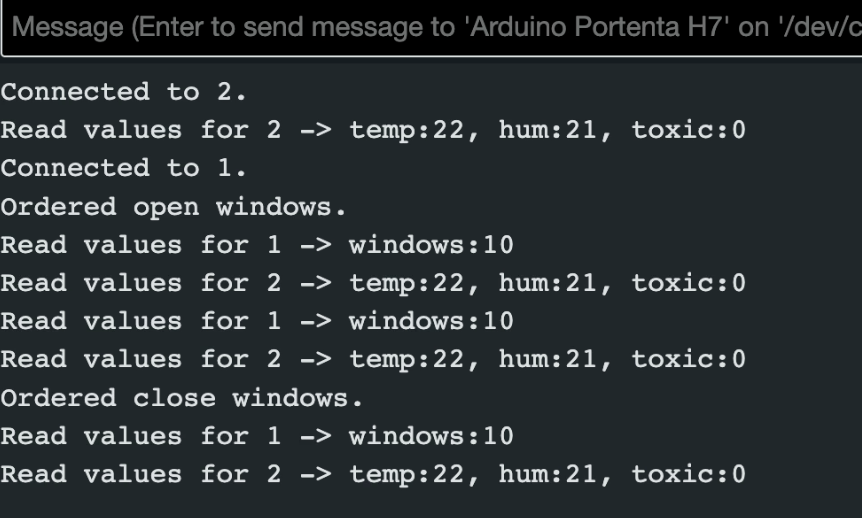 Message (Enter to send message to 'Arduino Portenta H7' on '/dev/c
Connected to 2.
Read values for 2 -> temp:22, hum:21, toxic:0
Connected to 1.
Ordered open windows.
Read values for 1 -> windows:10
Read values for 2 -> temp:22, hum:21, toxic:0
Read values for 1 -> windows:10
Read values for 2 -> temp:22, hum:21, toxic:0
Ordered close windows.
Read values for 1 -> windows:10
Read values for 2 -> temp:22, hum:21, toxic:0